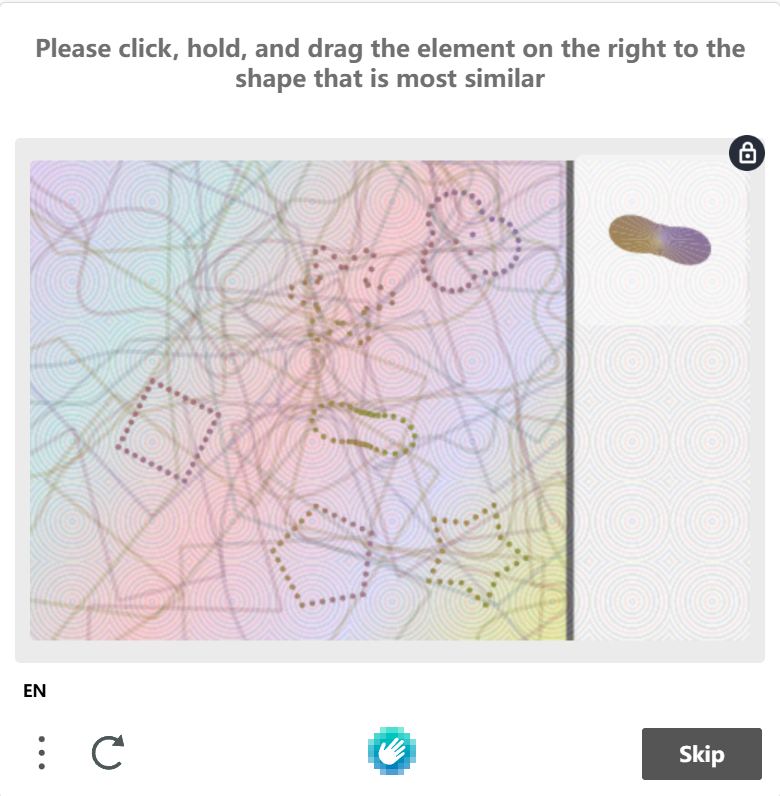 Please click, hold, and drag the element on the right to the
shape that is most similar
EN
Skip